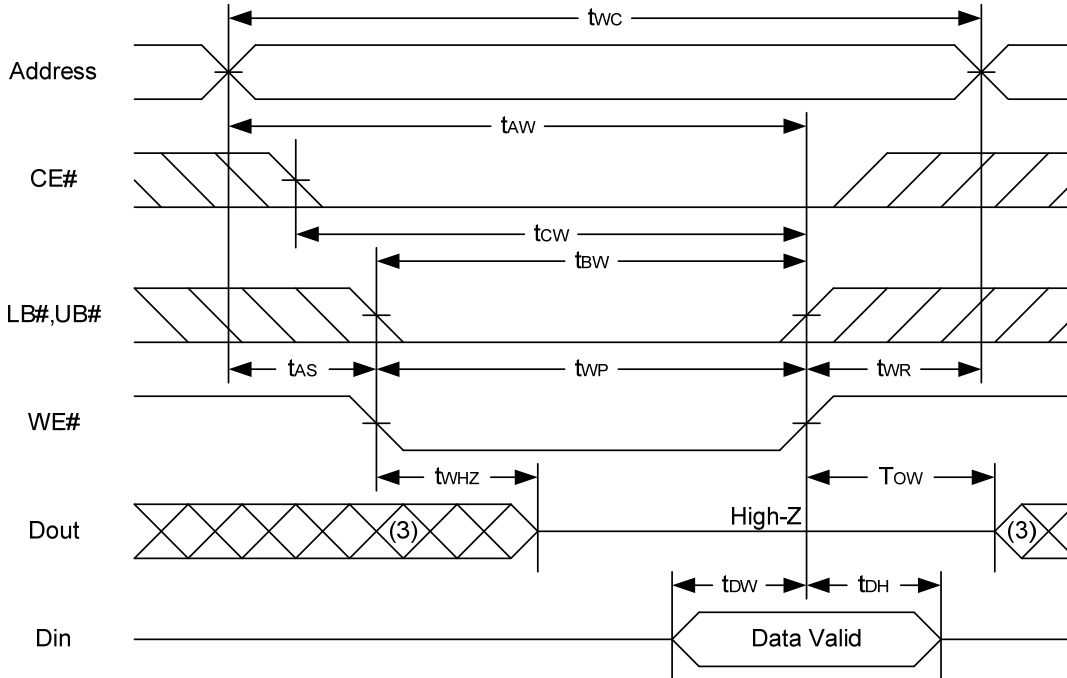 tWC
Address
tAW
CE#
tCW
tBW
LB#,UB#
tAS tWP tWR
WE#
tWHZ TOW
Dout (3) High-Z (3)
tDW tDH
Din Data Valid